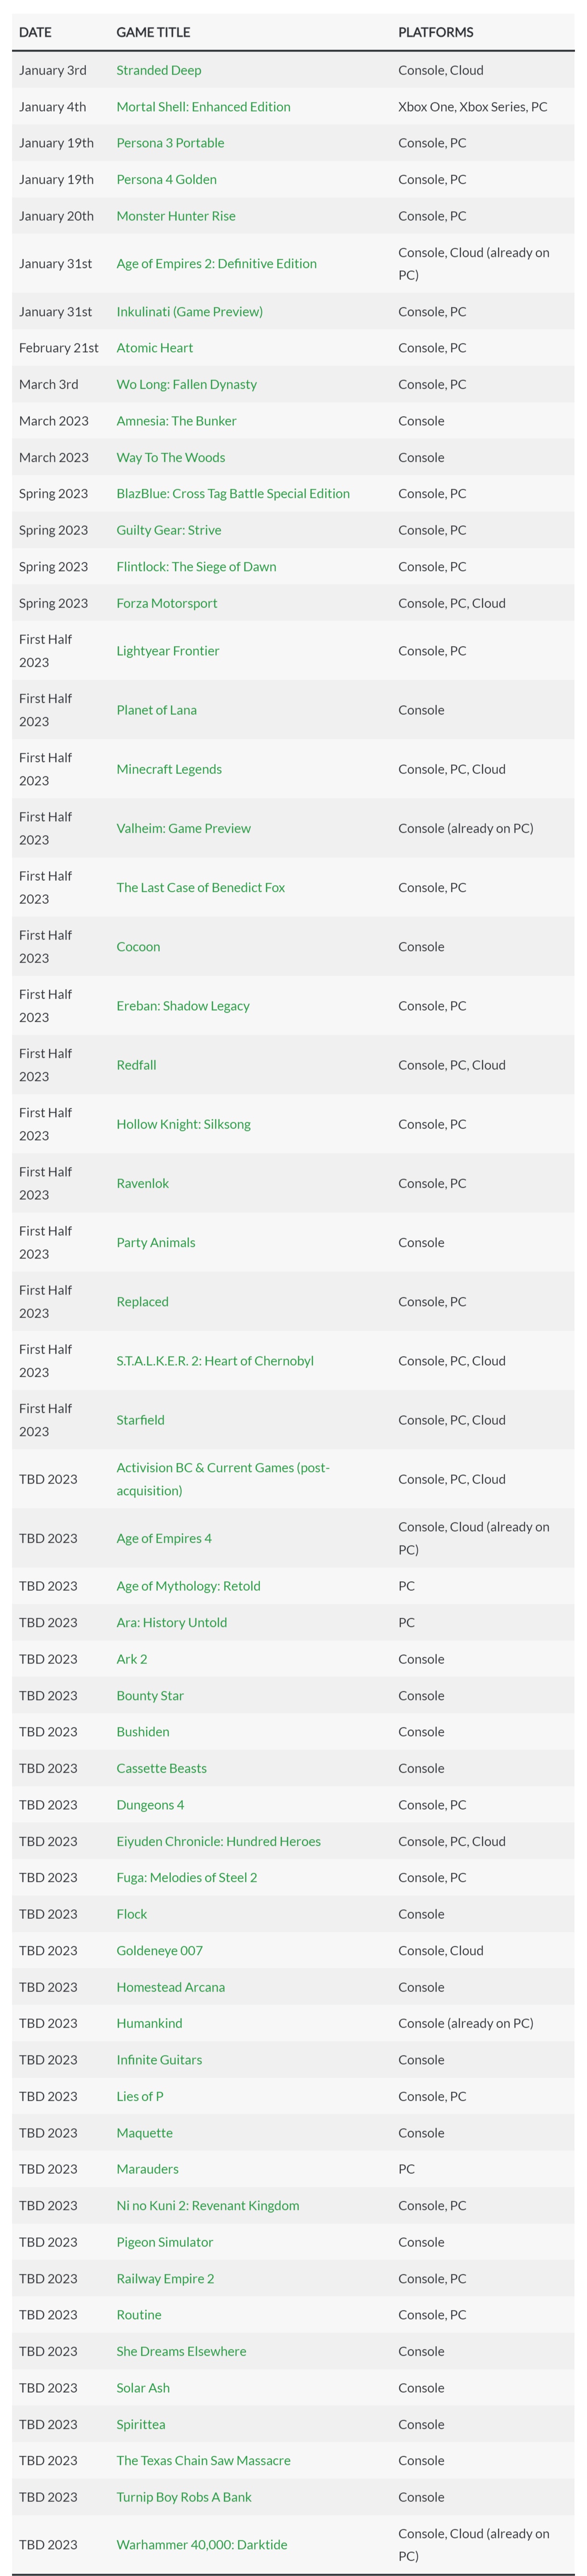 DATE GAME TITLE PLATFORMS
January 3rd Stranded Deep Console, Cloud
January 4th Mortal Shell: Enhanced Edition Xbox One, Xbox Series, PC
January 19th Persona 3 Portable Console, PC
January 19th Persona 4 Golden Console, PC
January 20th Monster Hunter Rise Console, PC
January 31st Age of Empires 2: Definitive Edition Console, Cloud (already on
PC)
January 31st Inkulinati (Game Preview) Console, PC
February 21st Atomic Heart Console, PC
March 3rd Wo Long: Fallen Dynasty Console, PC
March 2023 Amnesia: The Bunker Console
March 2023 Way To The Woods Console
Spring 2023 BlazBlue: Cross Tag Battle Special Edition Console, PC
Spring 2023 Guilty Gear: Strive Console, PC
Spring 2023 Flintlock: The Siege of Dawn Console, PC
Spring 2023 Forza Motorsport Console, PC, Cloud
First Half
2023 Lightyear Frontier Console, PC
First Half
2023 Planet of Lana Console
First Half
2023 Minecraft Legends Console, PC, Cloud
First Half
2023 Valheim: Game Preview Console (already on PC)
First Half
2023 The Last Case of Benedict Fox Console, PC
First Half
2023 Cocoon Console
First Half
2023 Ereban: Shadow Legacy Console, PC
First Half
2023 Redfall Console, PC, Cloud
First Half
2023 Hollow Knight: Silksong Console, PC
First Half
2023 Ravenlok Console, PC
First Half
2023 Party Animals Console
First Half
2023 Replaced Console, PC
First Half
2023 S.T.A.L.K.E.R. 2: Heart of Chernobyl Console, PC, Cloud
First Half
2023 Starfield Console, PC, Cloud
TBD 2023 Activision BC & Current Games (post-
acquisition) Console, PC, Cloud
TBD 2023 Age of Empires 4 Console, Cloud (already on
PC)
TBD 2023 Age of Mythology: Retold PC
TBD 2023 Ara: History Untold PC
TBD 2023 Ark 2 Console
TBD 2023 Bounty Star Console
TBD 2023 Bushiden Console
TBD 2023 Cassette Beasts Console
TBD 2023 Dungeons 4 Console, PC
TBD 2023 Eiyuden Chronicle: Hundred Heroes Console, PC, Cloud
TBD 2023 Fuga: Melodies of Steel 2 Console, PC
TBD 2023 Flock Console
TBD 2023 Goldeneye 007 Console, Cloud
TBD 2023 Homestead Arcana Console
TBD 2023 Humankind Console (already on PC)
TBD 2023 Infinite Guitars Console
TBD 2023 Lies of P Console, PC
TBD 2023 Maquette Console
TBD 2023 Marauders PC
TBD 2023 Ni no Kuni 2: Revenant Kingdom Console, PC
TBD 2023 Pigeon Simulator Console
TBD 2023 Railway Empire 2 Console, PC
TBD 2023 Routine Console, PC
TBD 2023 She Dreams Elsewhere Console
TBD 2023 Solar Ash Console
TBD 2023 Spirittea Console
TBD 2023 The Texas Chain Saw Massacre Console
TBD 2023 Turnip Boy Robs A Bank Console
TBD 2023 Warhammer 40,000: Darktide Console, Cloud (already on
PC)